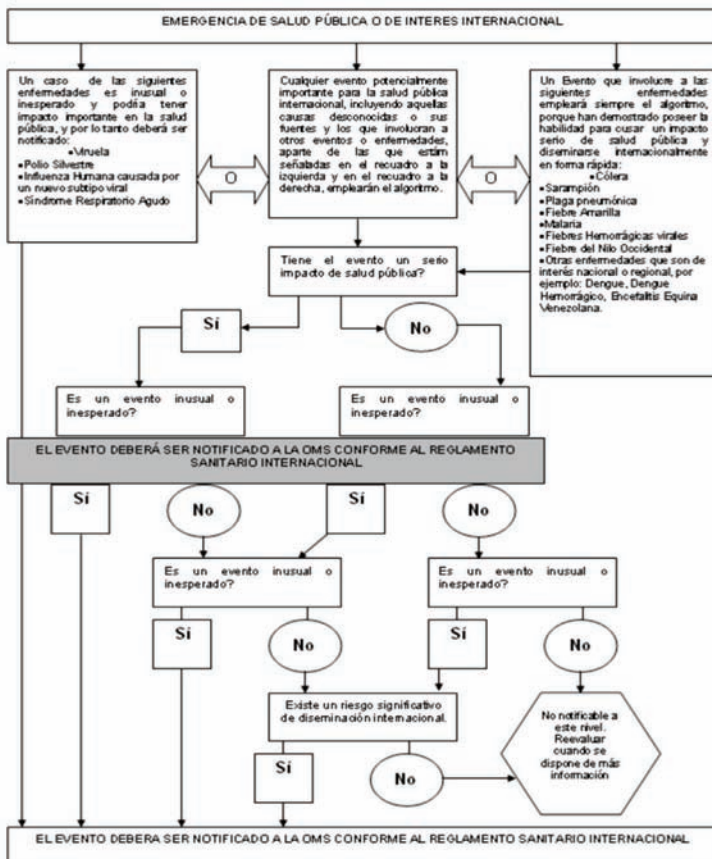 EMERGENCIA DE SALUD PÚBLICA O DE INTERES INTERNACIONAL
Un caso de las siguientes
enfermedades es inusual o
inesperado y podría tener
impacto importante en la salud
pública, y por lo tanto deberá ser
notificado:
•Viruela
•Polio Silvestre
•Influenza Humana causada por
un nuevo subtipo viral
•Síndrome Respiratorio Agudo
O
Cualquier evento potencialmente
importante para la salud pública
internacional, incluyendo aquellas
causas desconocidas o sus
fuentes y los que involucran a
otros eventos o enfermedades,
aparte de las que están
señaladas en el recuadro a la
izquierda y en el recuadro a la
derecha, emplearán el algoritmo.
O
Un Evento que involucre a las
siguientes enfermedades
empleará siempre el algoritmo,
porque han demostrado poseer la
habilidad para cusar un impacto
serio de salud pública y
diseminarse internacionalmente
en forma rápida:
•Cólera
•Sarampión
•Plaga pneumónica
•Fiebre Amarilla
•Malaria
•Fiebres Hemorrágicas virales
•Fiebre del Nilo Occidental
•Otras enfermedades que son de
interés nacional o regional, por
ejemplo: Dengue, Dengue
Hemorrágico, Encefalitis Equina
Venezolana.
Tiene el evento un serio
impacto de salud pública?
Sí
No
Es un evento inusual o
inesperado?
Es un evento inusual o
inesperado?
EL EVENTO DEBERÁ SER NOTIFICADO A LA OMS CONFORME AL REGLAMENTO
SANITARIO INTERNACIONAL
Sí
No
Sí
No
Es un evento inusual o
inesperado?
Es un evento inusual o
inesperado?
Sí
No
Sí
No
Existe un riesgo significativo
de diseminación internacional.
No notificable a
este nivel.
Reevaluar
cuando se
dispone de más
información
Sí
No
EL EVENTO DEBERA SER NOTIFICADO A LA OMS CONFORME AL REGLAMENTO SANITARIO INTERNACIONAL